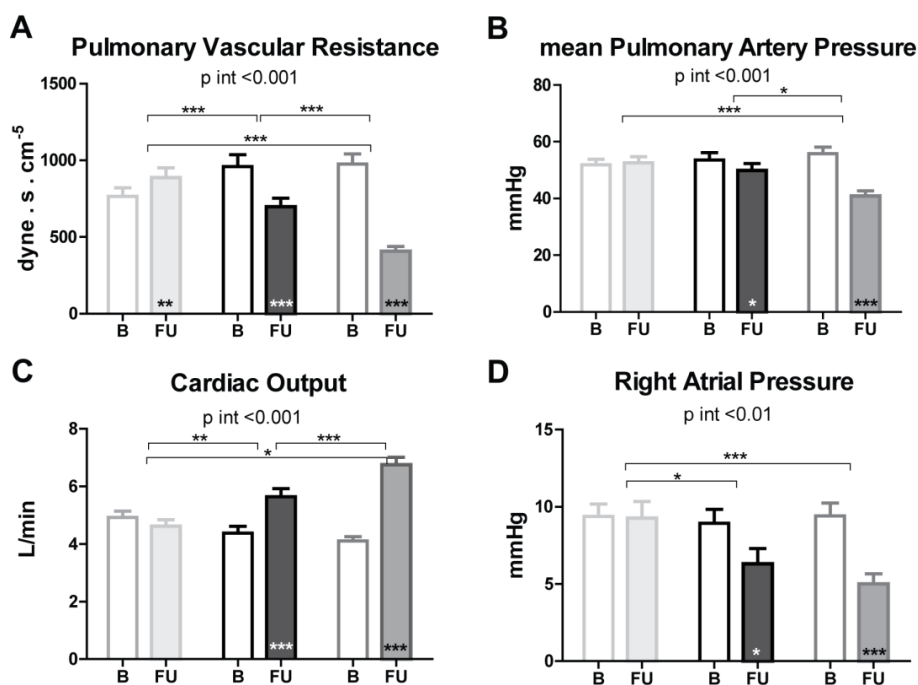 A
Pulmonary Vascular Resistance
p int <0.001
dyne . s . cm-5
1500
1000
500
0
*** ***
***
** *** ***
B FU B FU B FU
B
mean Pulmonary Artery Pressure
p int <0.001
mmHg
60
80
60
40
20
0
*
***
* ***
B FU B FU B FU
C
Cardiac Output
p int <0.001
L/min
8
6
4
2
0
** ***
*
*** ***
B FU B FU B FU
D
Right Atrial Pressure
p int <0.01
mmHg
15
10
5
0
***
*
* ***
B FU B FU B FU